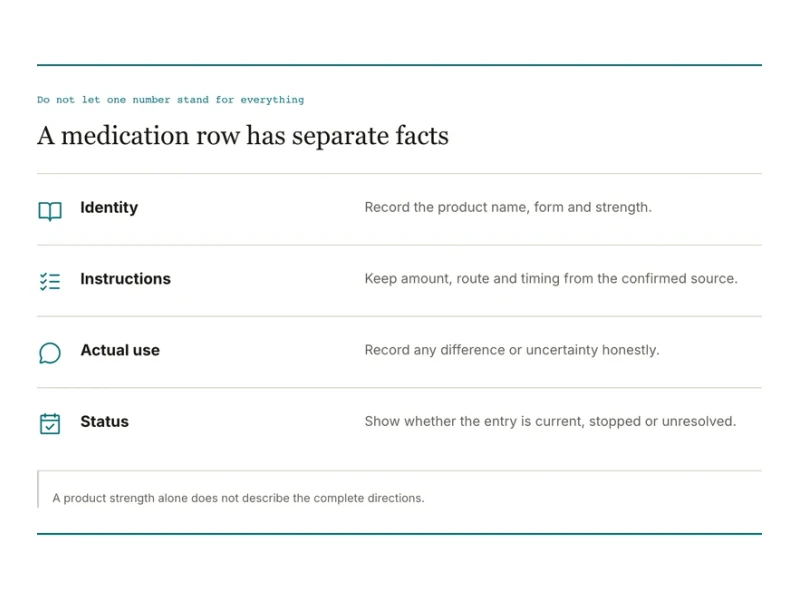 Do not let one number stand for everything
A medication row has separate facts
Identity
Record the product name, form and strength.
Instructions
Keep amount, route and timing from the confirmed source.
Actual use
Record any difference or uncertainty honestly.
Status
Show whether the entry is current, stopped or unresolved.
A product strength alone does not describe the complete directions.